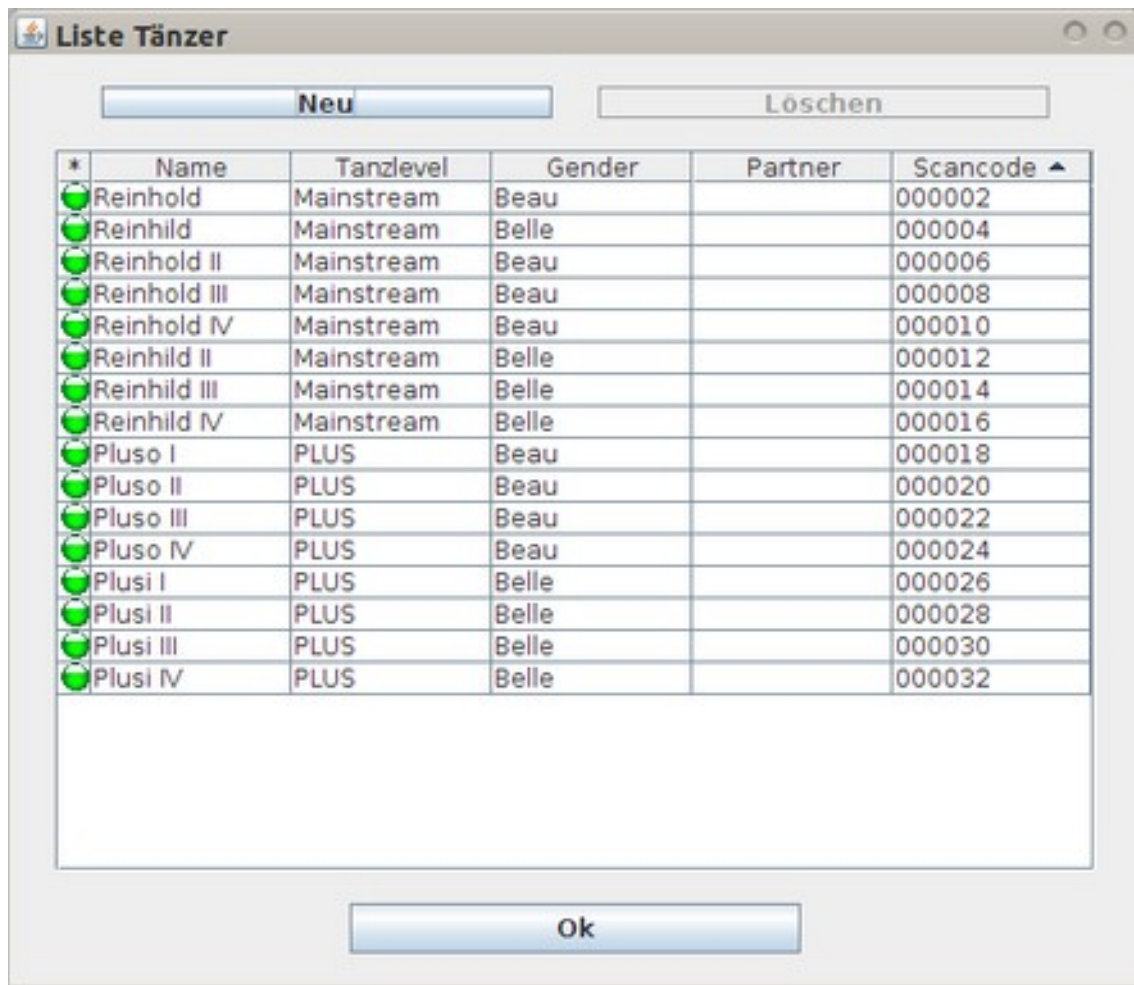 Liste Tänzer
Neu Löschen
* Name Tanzlevel Gender Partner Scancode
Reinhold Mainstream Beau 000002
Reinhild Mainstream Belle 000004
Reinhold II Mainstream Beau 000006
Reinhold III Mainstream Beau 000008
Reinhold IV Mainstream Beau 000010
Reinhild II Mainstream Belle 000012
Reinhild III Mainstream Belle 000014
Reinhild IV Mainstream Belle 000016
Pluso I PLUS Beau 000018
Pluso II PLUS Beau 000020
Pluso III PLUS Beau 000022
Pluso IV PLUS Beau 000024
Plusi I PLUS Belle 000026
Plusi II PLUS Belle 000028
Plusi III PLUS Belle 000030
Plusi IV PLUS Belle 000032
Ok